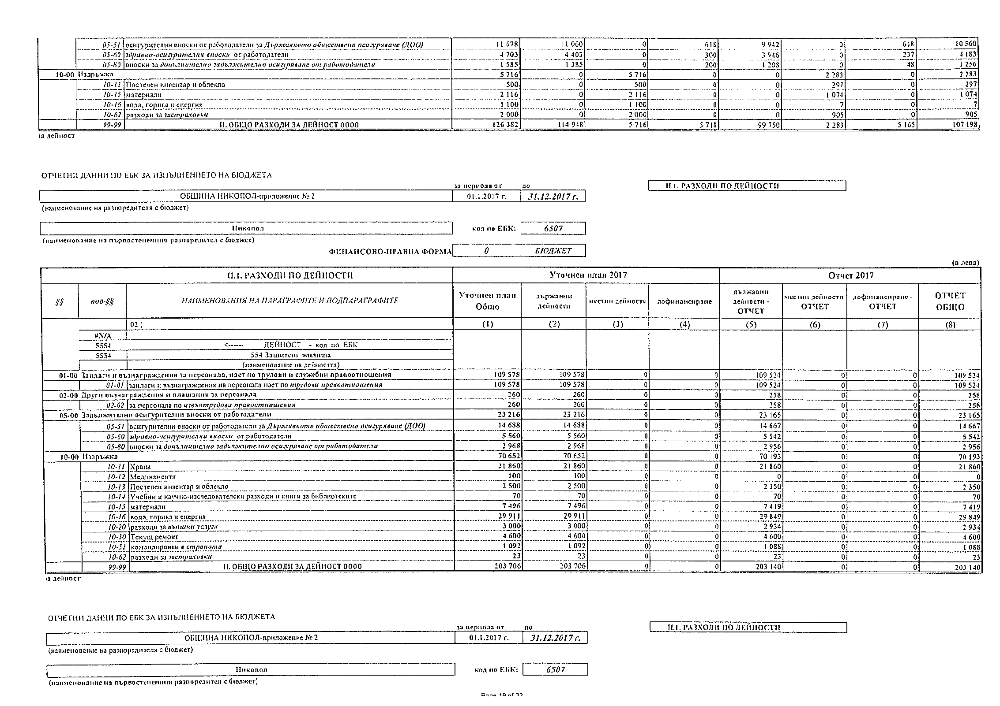 05-51 осигурителни вноски от работодатели за Държавното обществено осигуряване (ДОО) 11 678 11 060 0 618 9 942 0 618 10 560
05-60 здравно-осигурителни вноски от работодатели 4 703 4 403 0 300 3 946 0 237 4 183
05-80 вноски за допълнително задължително осигуряване от работодатели 1 585 1 385 0 200 1 208 0 48 1 256
10-00 Издръжка 5 716 0 5 716 0 0 2 283 0 2 283
10-13 Постелен инвентар и облекло 500 0 500 0 0 297 0 297
10-15 материали 2 116 0 2 116 0 0 1 074 0 1 074
10-16 вода, горива и енергия 1 100 0 1 100 0 0 7 0 7
10-62 разходи за застраховки 2 000 0 2 000 0 0 905 0 905
99-99 II. ОБЩО РАЗХОДИ ЗА ДЕЙНОСТ 0000 126 382 114 948 5 716 5 718 99 750 2 283 5 165 107 198
за дейност
ОТЧЕТНИ ДАННИ ПО ЕБК ЗА ИЗПЪЛНЕНИЕТО НА БЮДЖЕТА
за периода от до II.1. РАЗХОДИ ПО ДЕЙНОСТИ
ОБЩИНА НИКОПОЛ-приложение № 2 01.1.2017 г. 31.12.2017 г.
(наименование на разпоредителя с бюджет)
Никопол код по ЕБК: 6507
(наименование на първостепенния разпоредител с бюджет)
ФИНАНСОВО-ПРАВНА ФОРМА 0 БЮДЖЕТ
(в лева)
II.1. РАЗХОДИ ПО ДЕЙНОСТИ Уточнен план 2017 Отчет 2017
§§ под-§§ НАИМЕНОВАНИЯ НА ПАРАГРАФИТЕ И ПОДПАРАГРАФИТЕ Уточнен план Общо държавни дейности местни дейности дофинансиране държавни дейности - ОТЧЕТ местни дейности ОТЧЕТ дофинансиране - ОТЧЕТ ОТЧЕТ ОБЩО
02 ¦ (1) (2) (3) (4) (5) (6) (7) (8)
#N/A
5554 <------ ДЕЙНОСТ - код по ЕБК
5554 554 Защитени жилища
(наименование на дейността)
01-00 Заплати и възнаграждения за персонала, нает по трудови и служебни правоотношения 109 578 109 578 0 0 109 524 0 0 109 524
01-01 заплати и възнаграждения на персонала нает по трудови правоотношения 109 578 109 578 0 0 109 524 0 0 109 524
02-00 Други възнаграждения и плащания за персонала 260 260 0 0 258 0 0 258
02-02 за персонала по извънтрудови правоотношения 260 260 0 0 258 0 0 258
05-00 Задължителни осигурителни вноски от работодатели 23 216 23 216 0 0 23 165 0 0 23 165
05-51 осигурителни вноски от работодатели за Държавното обществено осигуряване (ДОО) 14 688 14 688 0 0 14 667 0 0 14 667
05-60 здравно-осигурителни вноски от работодатели 5 560 5 560 0 0 5 542 0 0 5 542
05-80 вноски за допълнително задължително осигуряване от работодатели 2 968 2 968 0 0 2 956 0 0 2 956
10-00 Издръжка 70 652 70 652 0 0 70 193 0 0 70 193
10-11 Храна 21 860 21 860 0 0 21 860 0 0 21 860
10-12 Медикаменти 100 100 0 0 0 0 0 0
10-13 Постелен инвентар и облекло 2 500 2 500 0 0 2 350 0 0 2 350
10-14 Учебни и научно-изследователски разходи и книги за библиотеките 70 70 0 0 70 0 0 70
10-15 материали 7 496 7 496 0 0 7 419 0 0 7 419
10-16 вода, горива и енергия 29 911 29 911 0 0 29 849 0 0 29 849
10-20 разходи за външни услуги 3 000 3 000 0 0 2 934 0 0 2 934
10-30 Текущ ремонт 4 600 4 600 0 0 4 600 0 0 4 600
10-51 командировки в страната 1 092 1 092 0 0 1 088 0 0 1 088
10-62 разходи за застраховки 23 23 0 0 23 0 0 23
99-99 II. ОБЩО РАЗХОДИ ЗА ДЕЙНОСТ 0000 203 706 203 706 0 0 203 140 0 0 203 140
за дейност
ОТЧЕТНИ ДАННИ ПО ЕБК ЗА ИЗПЪЛНЕНИЕТО НА БЮДЖЕТА
за периода от до II.1. РАЗХОДИ ПО ДЕЙНОСТИ
ОБЩИНА НИКОПОЛ-приложение № 2 01.1.2017 г. 31.12.2017 г.
(наименование на разпоредителя с бюджет)
Никопол код по ЕБК: 6507
(наименование на първостепенния разпоредител с бюджет)
Page 19 of 32